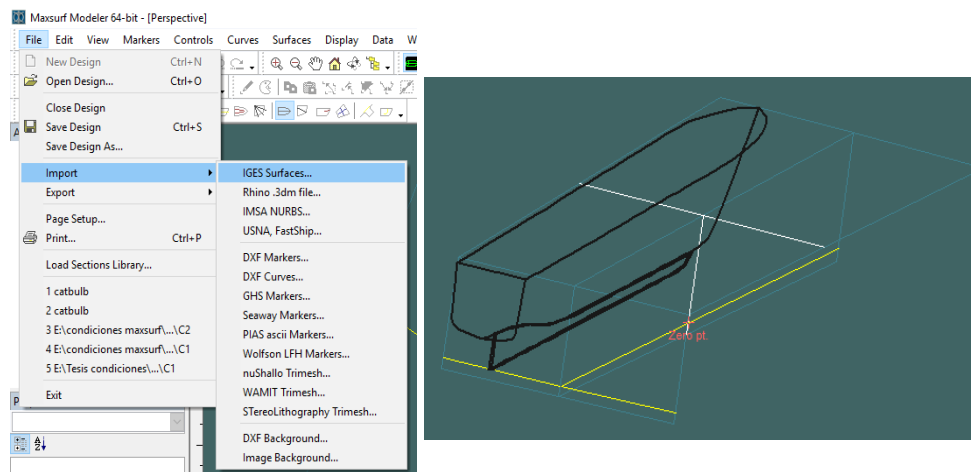 Maxsurf Modeler 64-bit - [Perspective]
File Edit View Markers Controls Curves Surfaces Display Data W
New Design Ctrl+N
Open Design... Ctrl+O
Close Design
Save Design Ctrl+S
Save Design As...
Import
Export
Page Setup...
Print... Ctrl+P
Load Sections Library...
1 catbulb
2 catbulb
3 E:\condiciones maxsurf\...\C2
4 E:\condiciones maxsurf\...\C1
5 E:\Tesis condiciones\...\C1
Exit
IGES Surfaces...
Rhino .3dm file...
IMSA NURBS...
USNA, FastShip...
DXF Markers...
DXF Curves...
GHS Markers...
Seaway Markers...
PIAS ascii Markers...
Wolfson LFH Markers...
nuShallo Trimesh...
WAMIT Trimesh...
STereoLithography Trimesh...
DXF Background...
Image Background...
Zero pt.